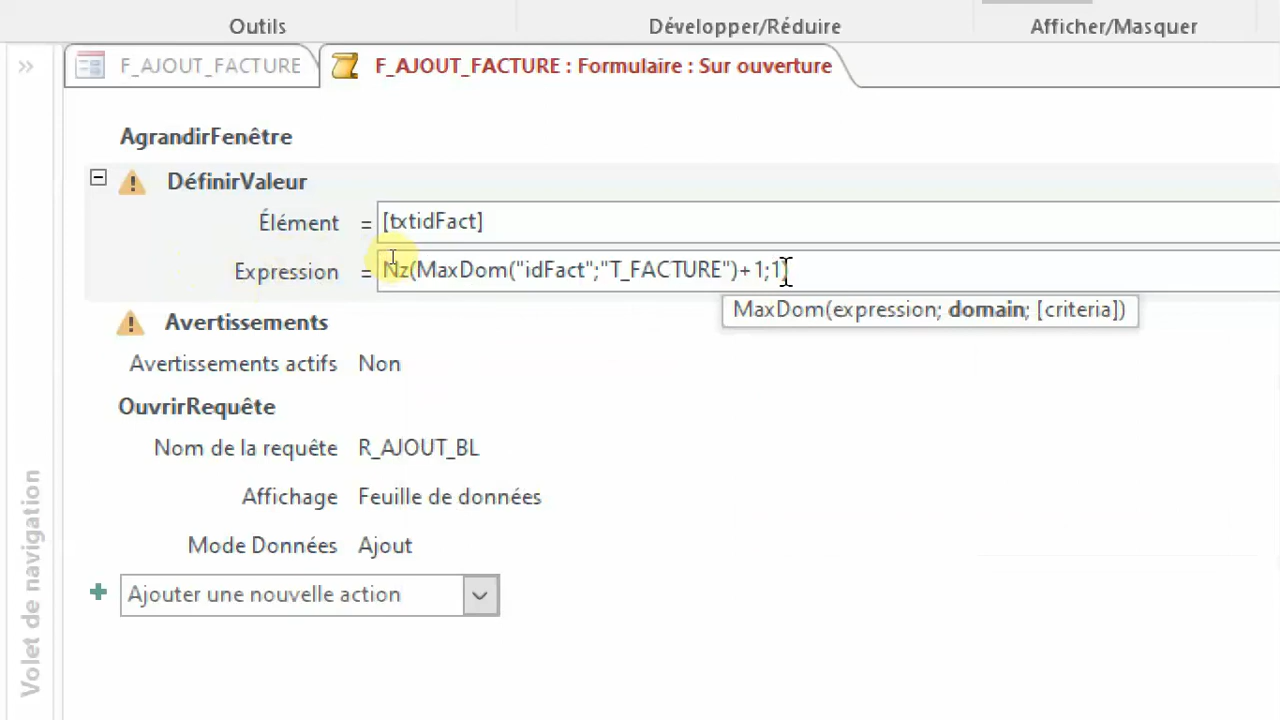 Outils Développer/Réduire Afficher/Masquer
F_AJOUT_FACTURE F_AJOUT_FACTURE : Formulaire : Sur ouverture
AgrandirFenêtre
DéfinirValeur
Élément = [txtidFact]
Expression = Nz(MaxDom("idFact";"T_FACTURE")+1;1)
MaxDom(expression; domain; [criteria])
Avertissements
Avertissements actifs Non
OuvrirRequête
Nom de la requête R_AJOUT_BL
Affichage Feuille de données
Mode Données Ajout
Ajouter une nouvelle action
Volet de navigation